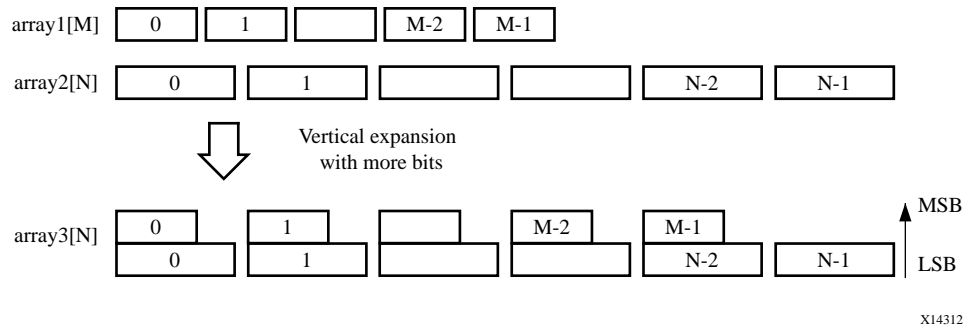 array1[M] 0 1 M-2 M-1
array2[N] 0 1 N-2 N-1
Vertical expansion
with more bits
MSB
0 1 M-2 M-1
array3[N]
0 1 N-2 N-1
LSB
X14312